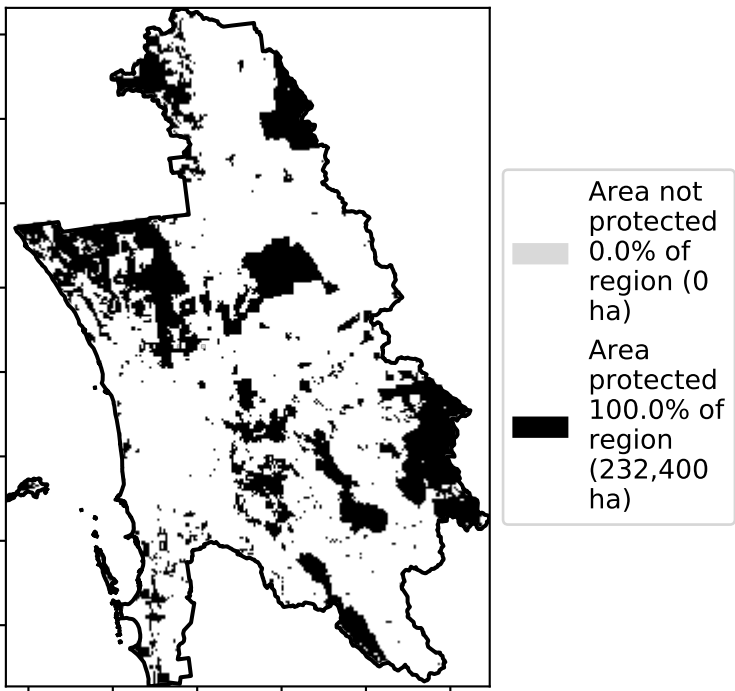 Area not
protected
0.0% of
region (0
ha)
Area
protected
100.0% of
region
(232,400
ha)